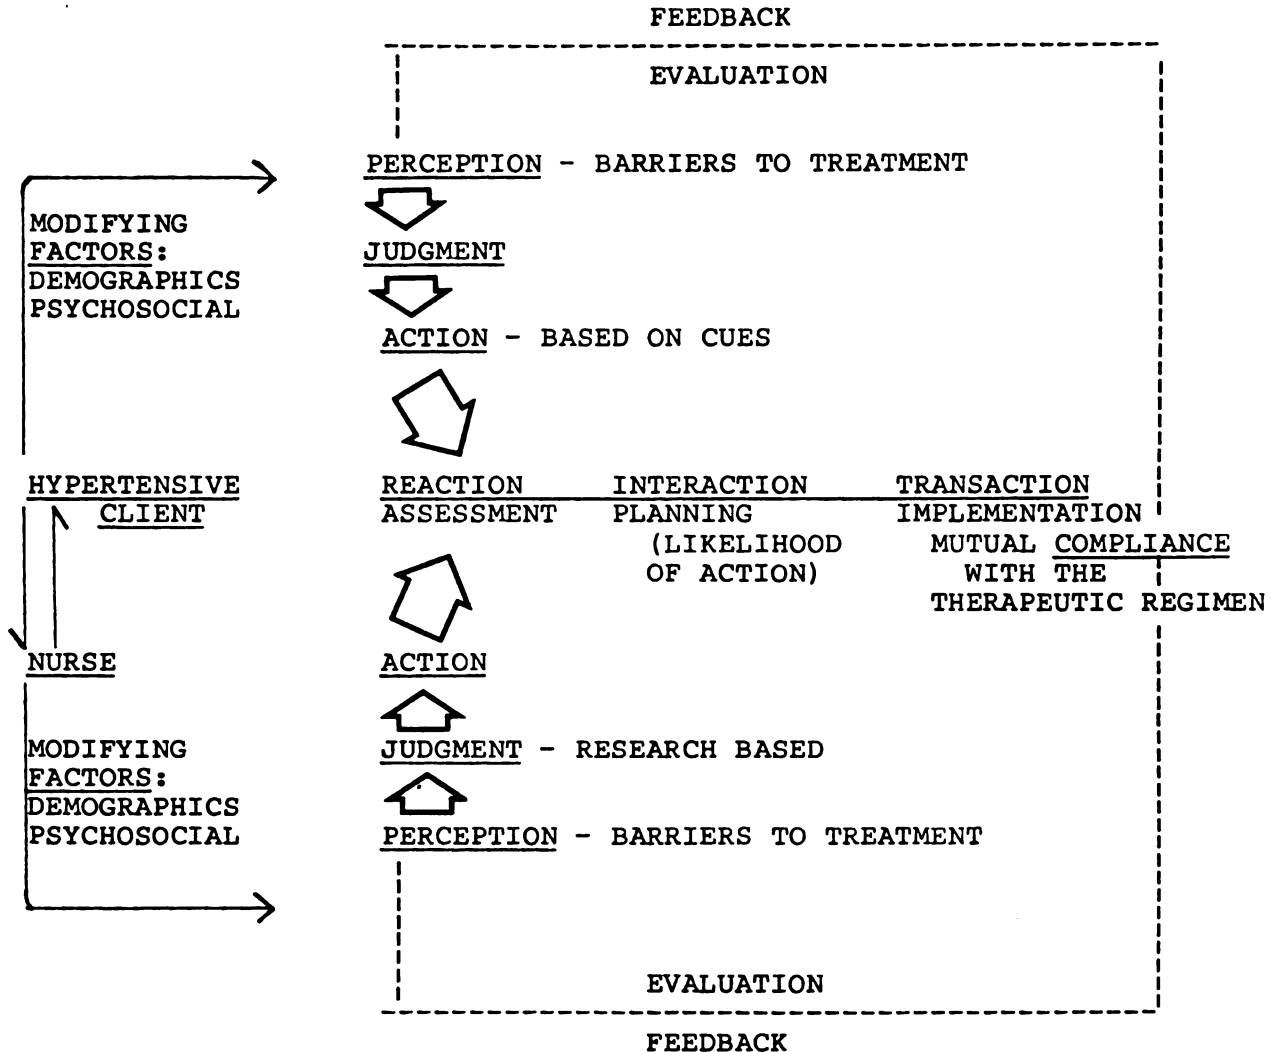 FEEDBACK
EVALUATION
PERCEPTION - BARRIERS TO TREATMENT
MODIFYING
FACTORS:
DEMOGRAPHICS
PSYCHOSOCIAL
JUDGMENT
ACTION - BASED ON CUES
HYPERTENSIVE
CLIENT
REACTION INTERACTION TRANSACTION
ASSESSMENT PLANNING IMPLEMENTATION
(LIKELIHOOD MUTUAL COMPLIANCE
OF ACTION) WITH THE
THERAPEUTIC REGIMEN
NURSE
ACTION
MODIFYING
FACTORS:
DEMOGRAPHICS
PSYCHOSOCIAL
JUDGMENT - RESEARCH BASED
PERCEPTION - BARRIERS TO TREATMENT
EVALUATION
FEEDBACK